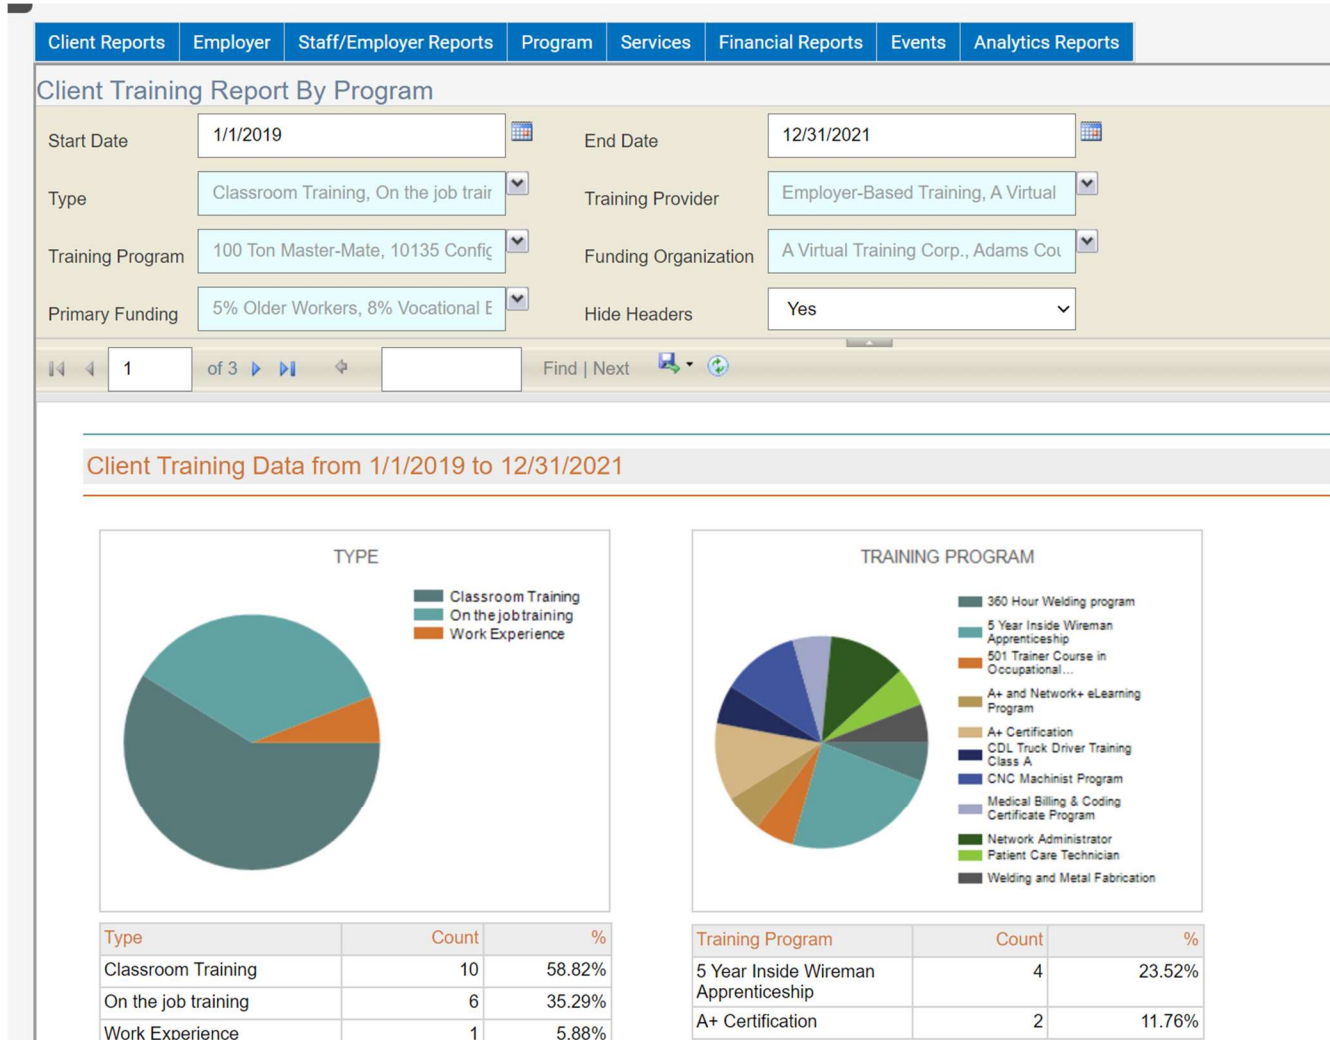 Client Reports Employer Staff/Employer Reports Program Services Financial Reports Events Analytics Reports
Client Training Report By Program
Start Date 1/1/2019 End Date 12/31/2021
Type Classroom Training, On the job train Training Provider Employer-Based Training, A Virtual
Training Program 100 Ton Master-Mate, 10135 Config Funding Organization A Virtual Training Corp., Adams Cou
Primary Funding 5% Older Workers, 8% Vocational E Hide Headers Yes
1 of 3 Find | Next
Client Training Data from 1/1/2019 to 12/31/2021
TYPE
Classroom Training
On the job training
Work Experience
TRAINING PROGRAM
360 Hour Welding program
5 Year Inside Wireman
Apprenticeship
501 Trainer Course in
Occupational...
A+ and Network+ eLearning
Program
A+ Certification
CDL Truck Driver Training
Class A
CNC Machinist Program
Medical Billing & Coding
Certificate Program
Network Administrator
Patient Care Technician
Welding and Metal Fabrication
Type Count %
Classroom Training 10 58.82%
On the job training 6 35.29%
Work Experience 1 5.88%
Training Program Count %
5 Year Inside Wireman 4 23.52%
Apprenticeship
A+ Certification 2 11.76%